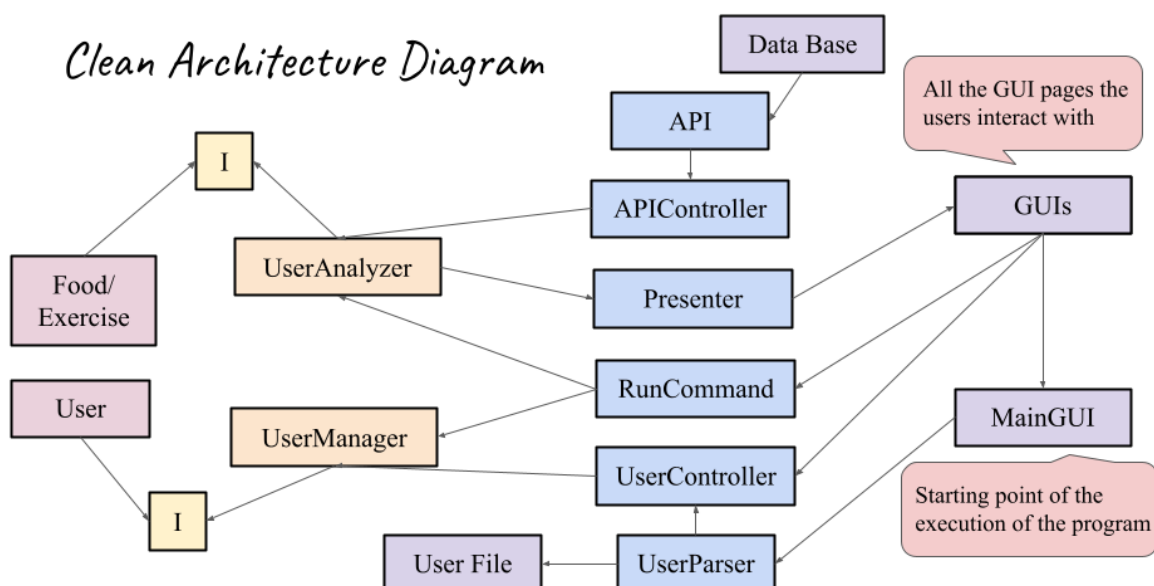 Clean Architecture Diagram
Data Base
All the GUI pages the
users interact with
API
I
APIController
GUIs
UserAnalyzer
Food/
Exercise
Presenter
RunCommand
User
UserManager
MainGUI
UserController
Starting point of the
execution of the program
I
User File
UserParser